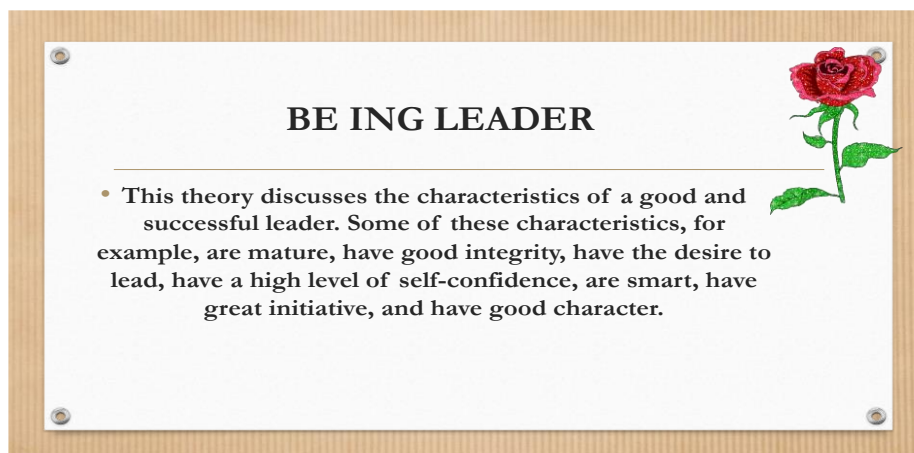 BE ING LEADER
• This theory discusses the characteristics of a good and
successful leader. Some of these characteristics, for
example, are mature, have good integrity, have the desire to
lead, have a high level of self-confidence, are smart, have
great initiative, and have good character.